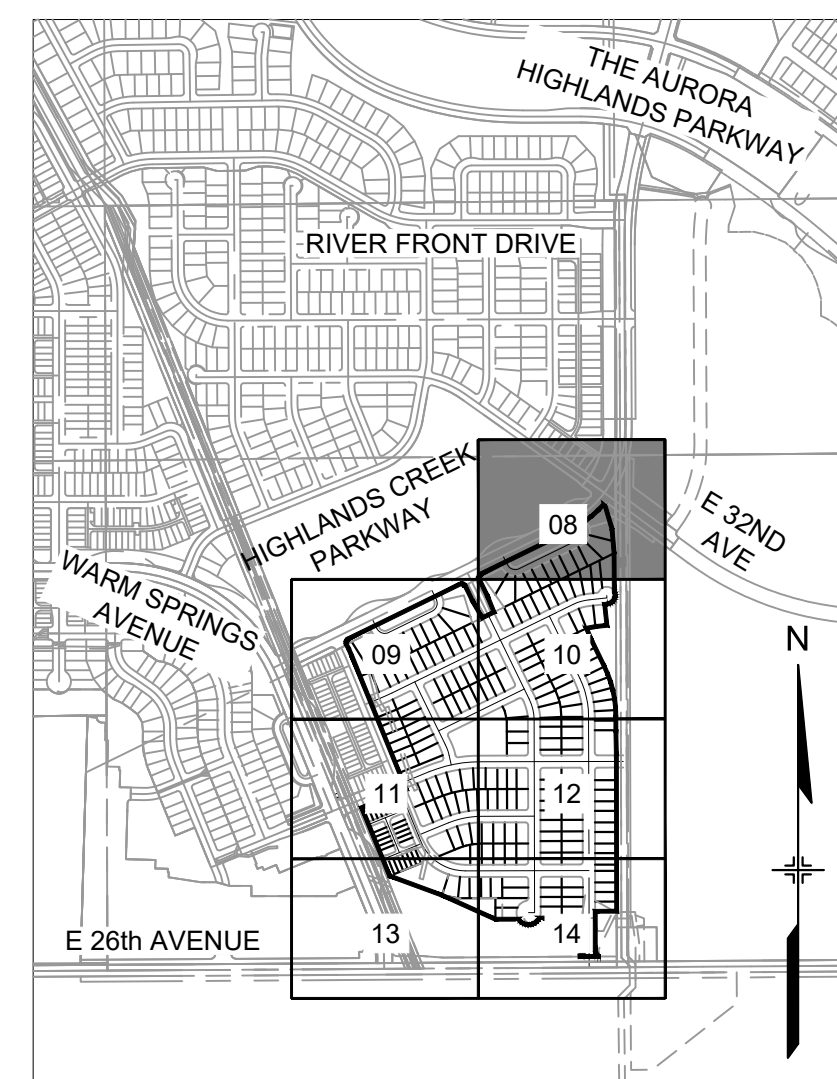 THE AURORA
HIGHLANDS PARKWAY
RIVER FRONT DRIVE
HIGHLANDS CREEK
PARKWAY
08
E 32ND
AVE
WARM SPRINGS
AVENUE
N
09
10
11
12
E 26th AVENUE
13
14